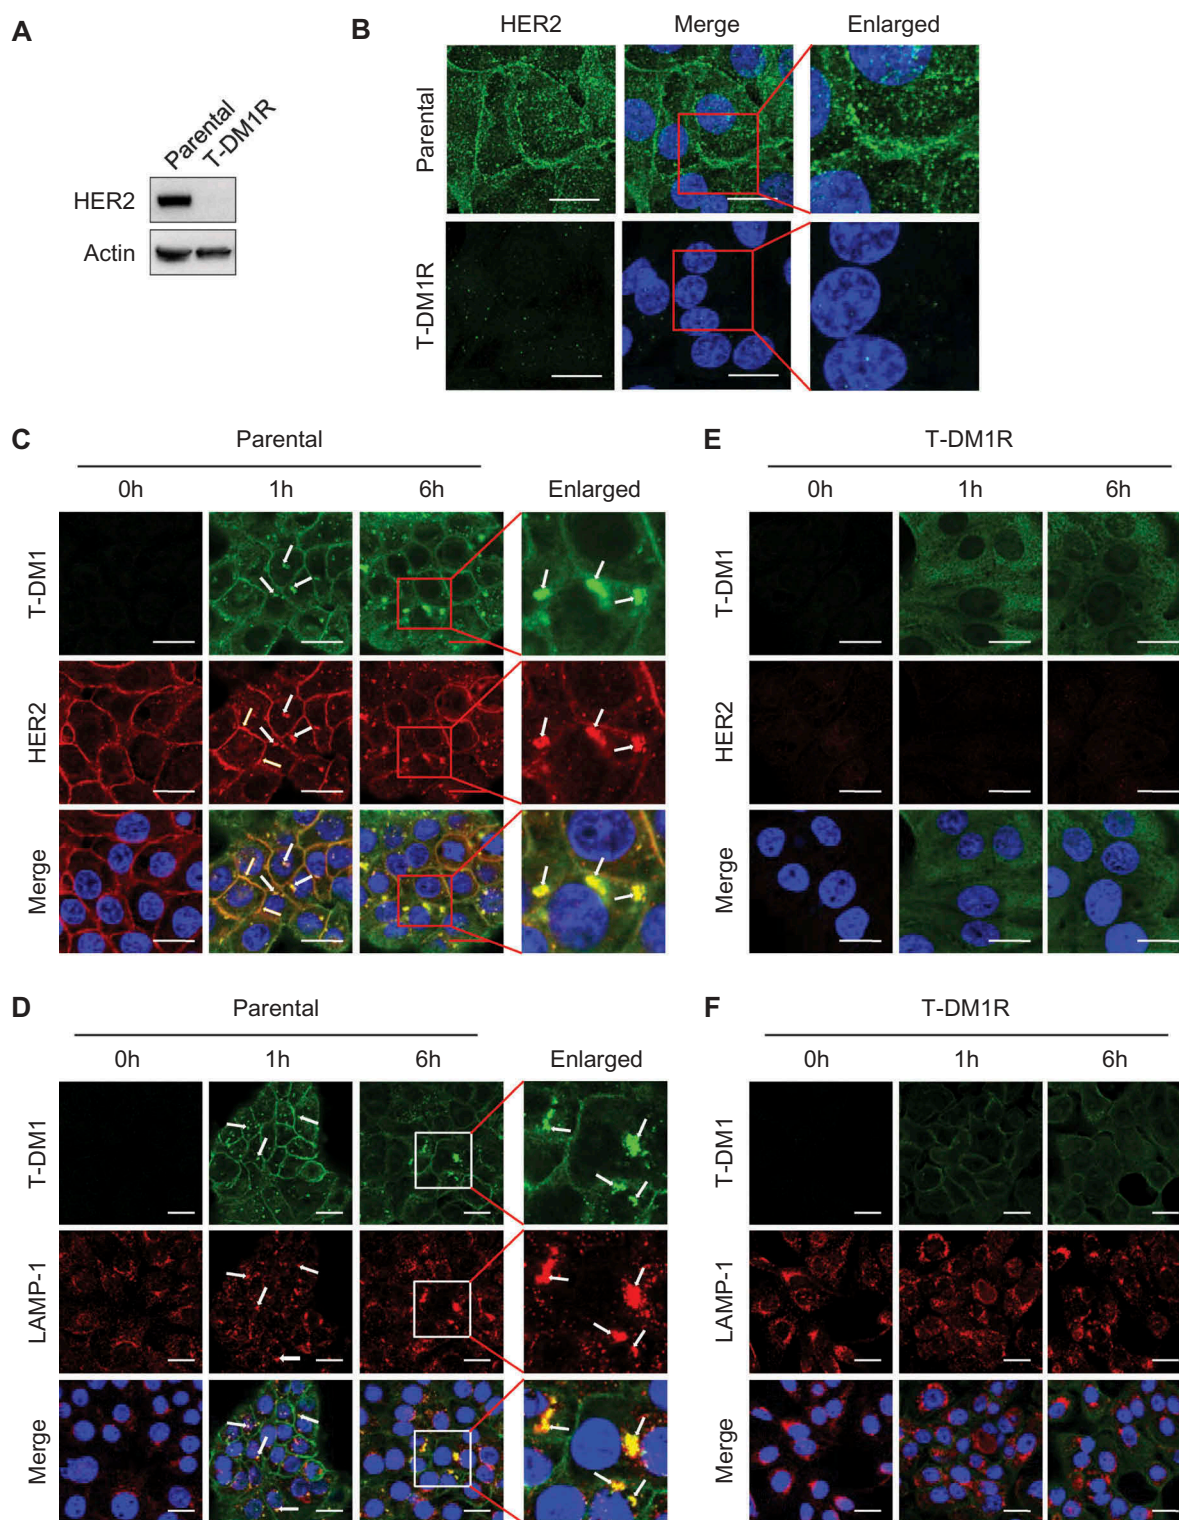 A
Parental
T-DM1R
HER2
Actin
B
HER2
Merge
Enlarged
Parental
T-DM1R
C
Parental
0h
1h
6h
Enlarged
T-DM1
HER2
Merge
E
T-DM1R
0h
1h
6h
T-DM1
HER2
Merge
D
Parental
0h
1h
6h
Enlarged
T-DM1
LAMP-1
Merge
F
T-DM1R
0h
1h
6h
T-DM1
LAMP-1
Merge